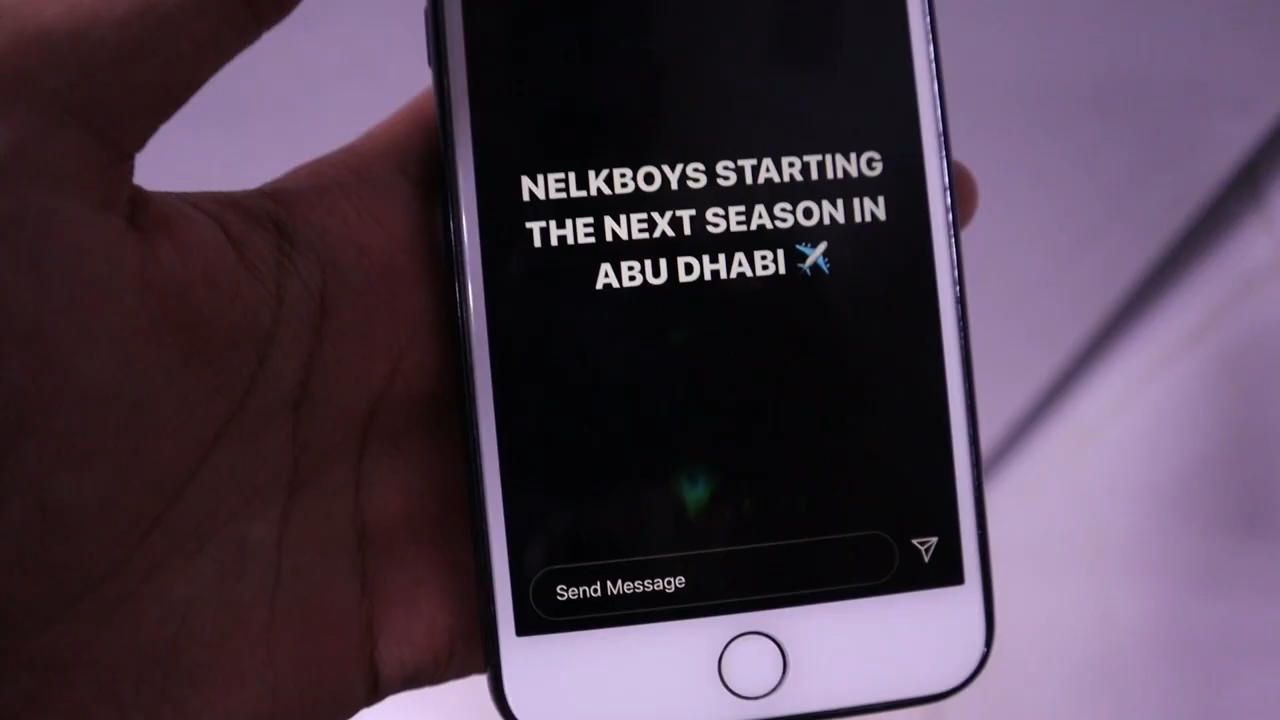 NELKBOYS STARTING
THE NEXT SEASON IN
ABU DHABI ✈️
Send Message